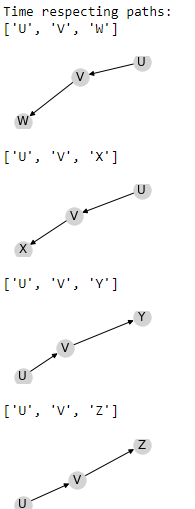 Time respecting paths:
['U', 'V', 'W']
U
V
W
['U', 'V', 'X']
U
V
X
['U', 'V', 'Y']
Y
V
U
['U', 'V', 'Z']
Z
V
U